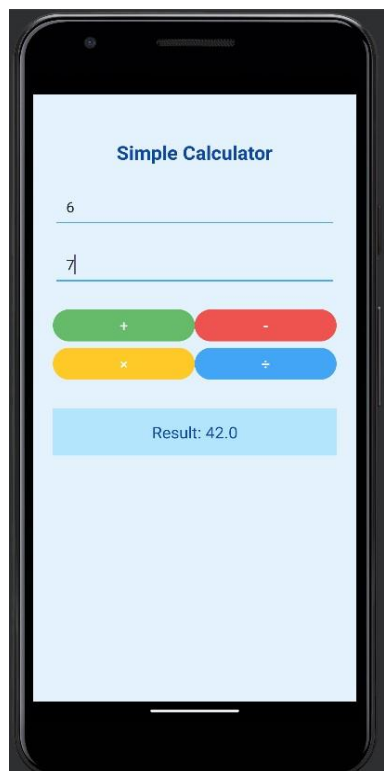 Simple Calculator
6
7
+ -
× ÷
Result: 42.0